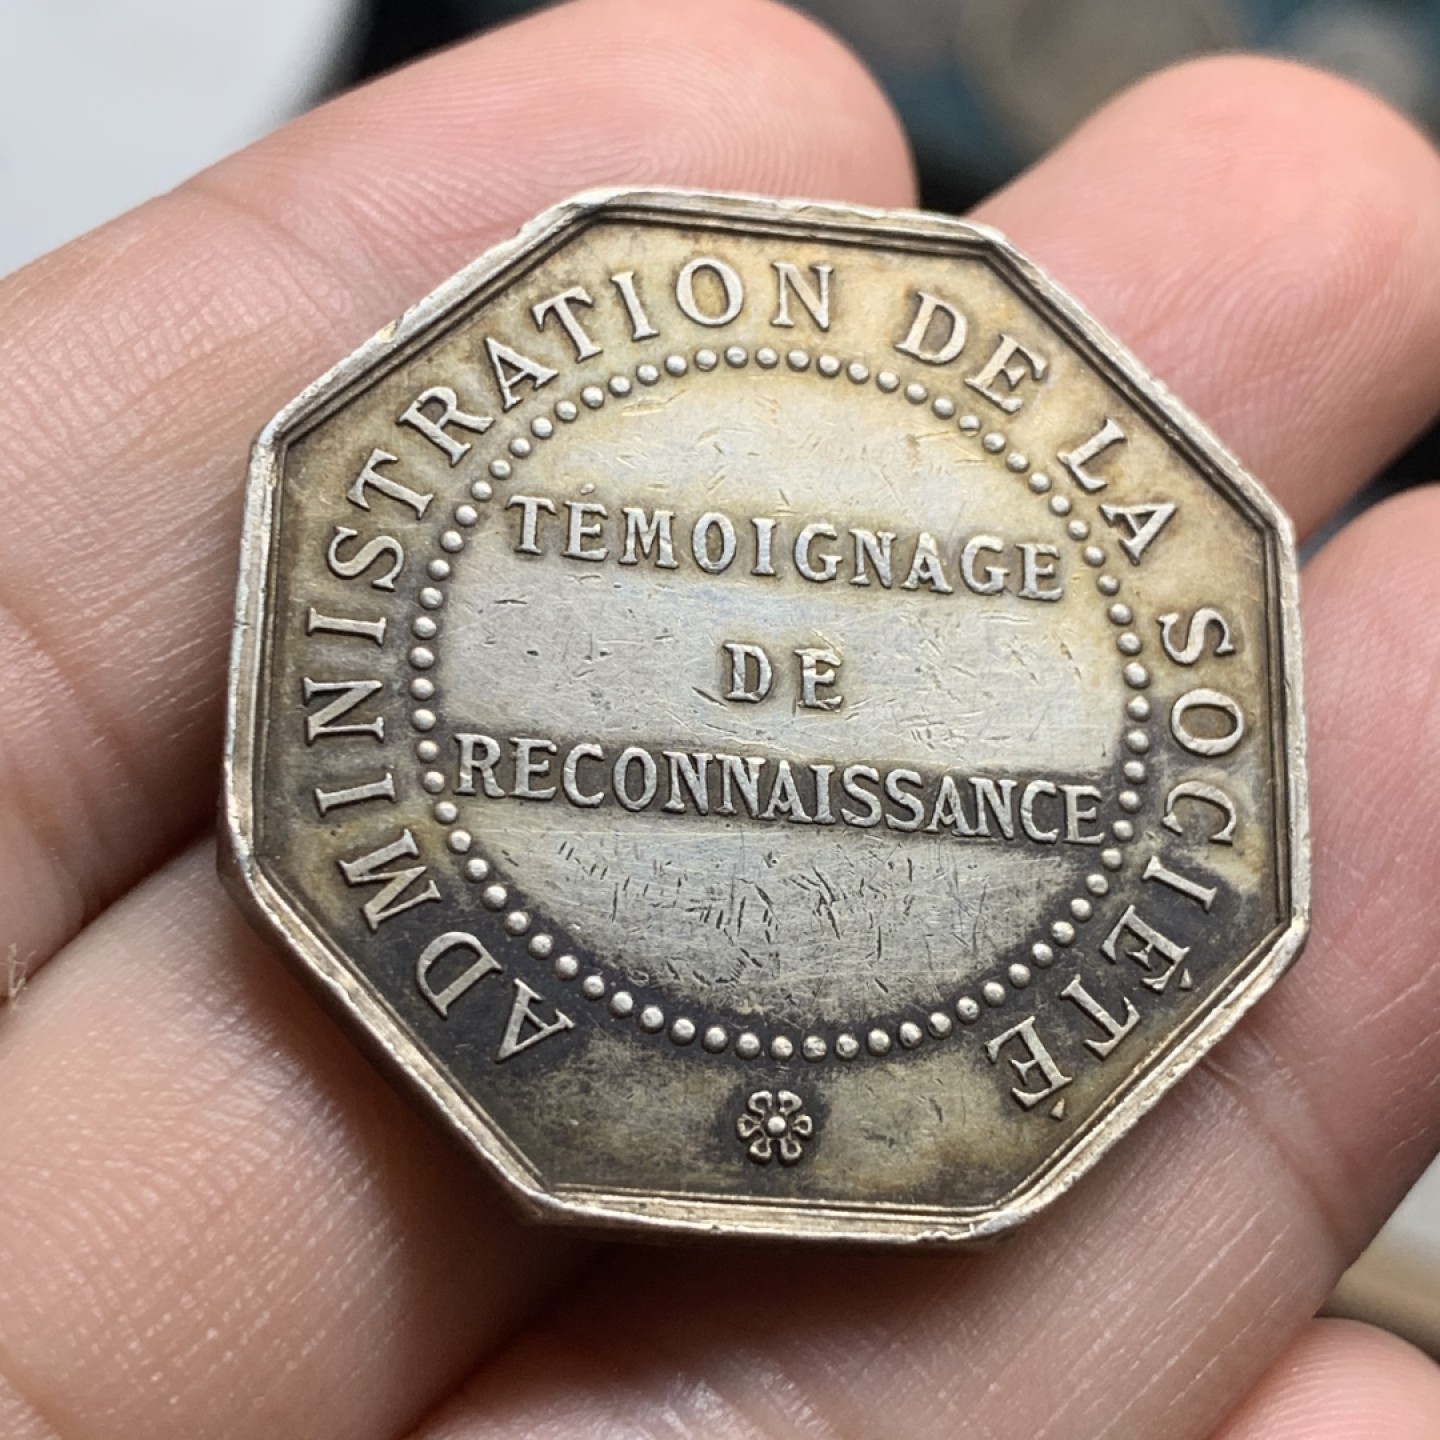 ADMINISTRATION DE LA SOCIÉTÉ
TÉMOIGNAGE
DE
RECONNAISSANCE